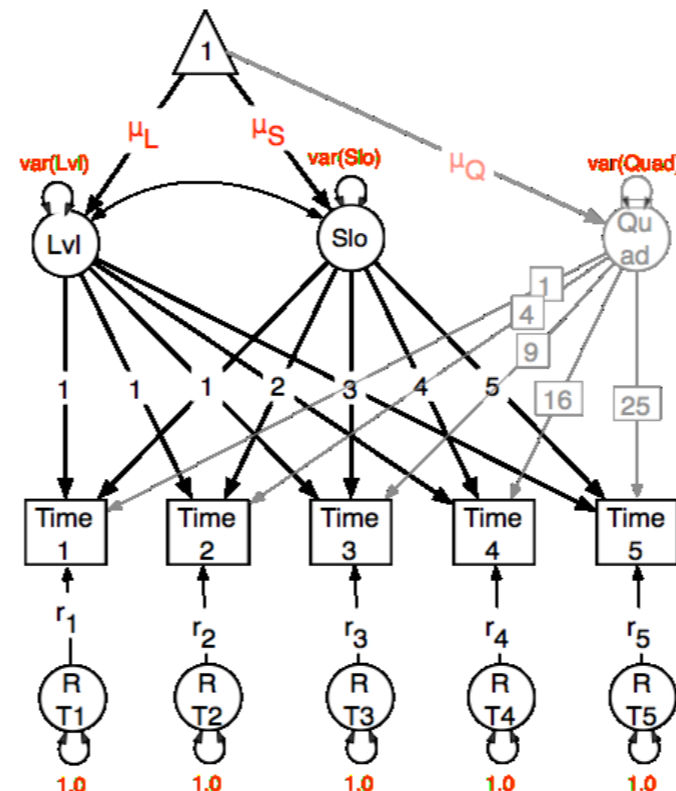 1
μL
μS
μQ
var(Lvl)
var(Slo)
var(Quad)
Lvl
Slo
Qu
ad
1
4
9
16
25
1
1
1
2
3
4
5
Time
1
Time
2
Time
3
Time
4
Time
5
r1
r2
r3
r4
r5
R
T1
R
T2
R
T3
R
T4
R
T5
1.0
1.0
1.0
1.0
1.0